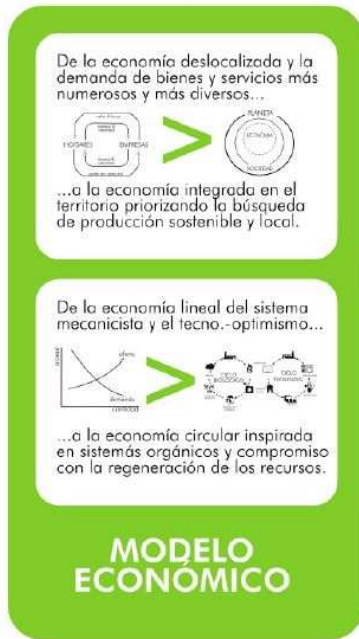 De la economía deslocalizada y la
demanda de bienes y servicios más
numerosos y más diversos...
PLANETA
HOGARES
EMPRESAS
>
ECONOMÍA
SOCIEDAD
...a la economía integrada en el
territorio priorizando la búsqueda
de producción sostenible y local.
De la economía lineal del sistema
mecanicista y el tecno.-optimismo...
oferta
>
CICLO
BIOLÓGICO
CICLO
demanda
...a la economía circular inspirada
en sistemás orgánicos y compromiso
con la regeneración de los recursos.
MODELO
ECONÓMICO